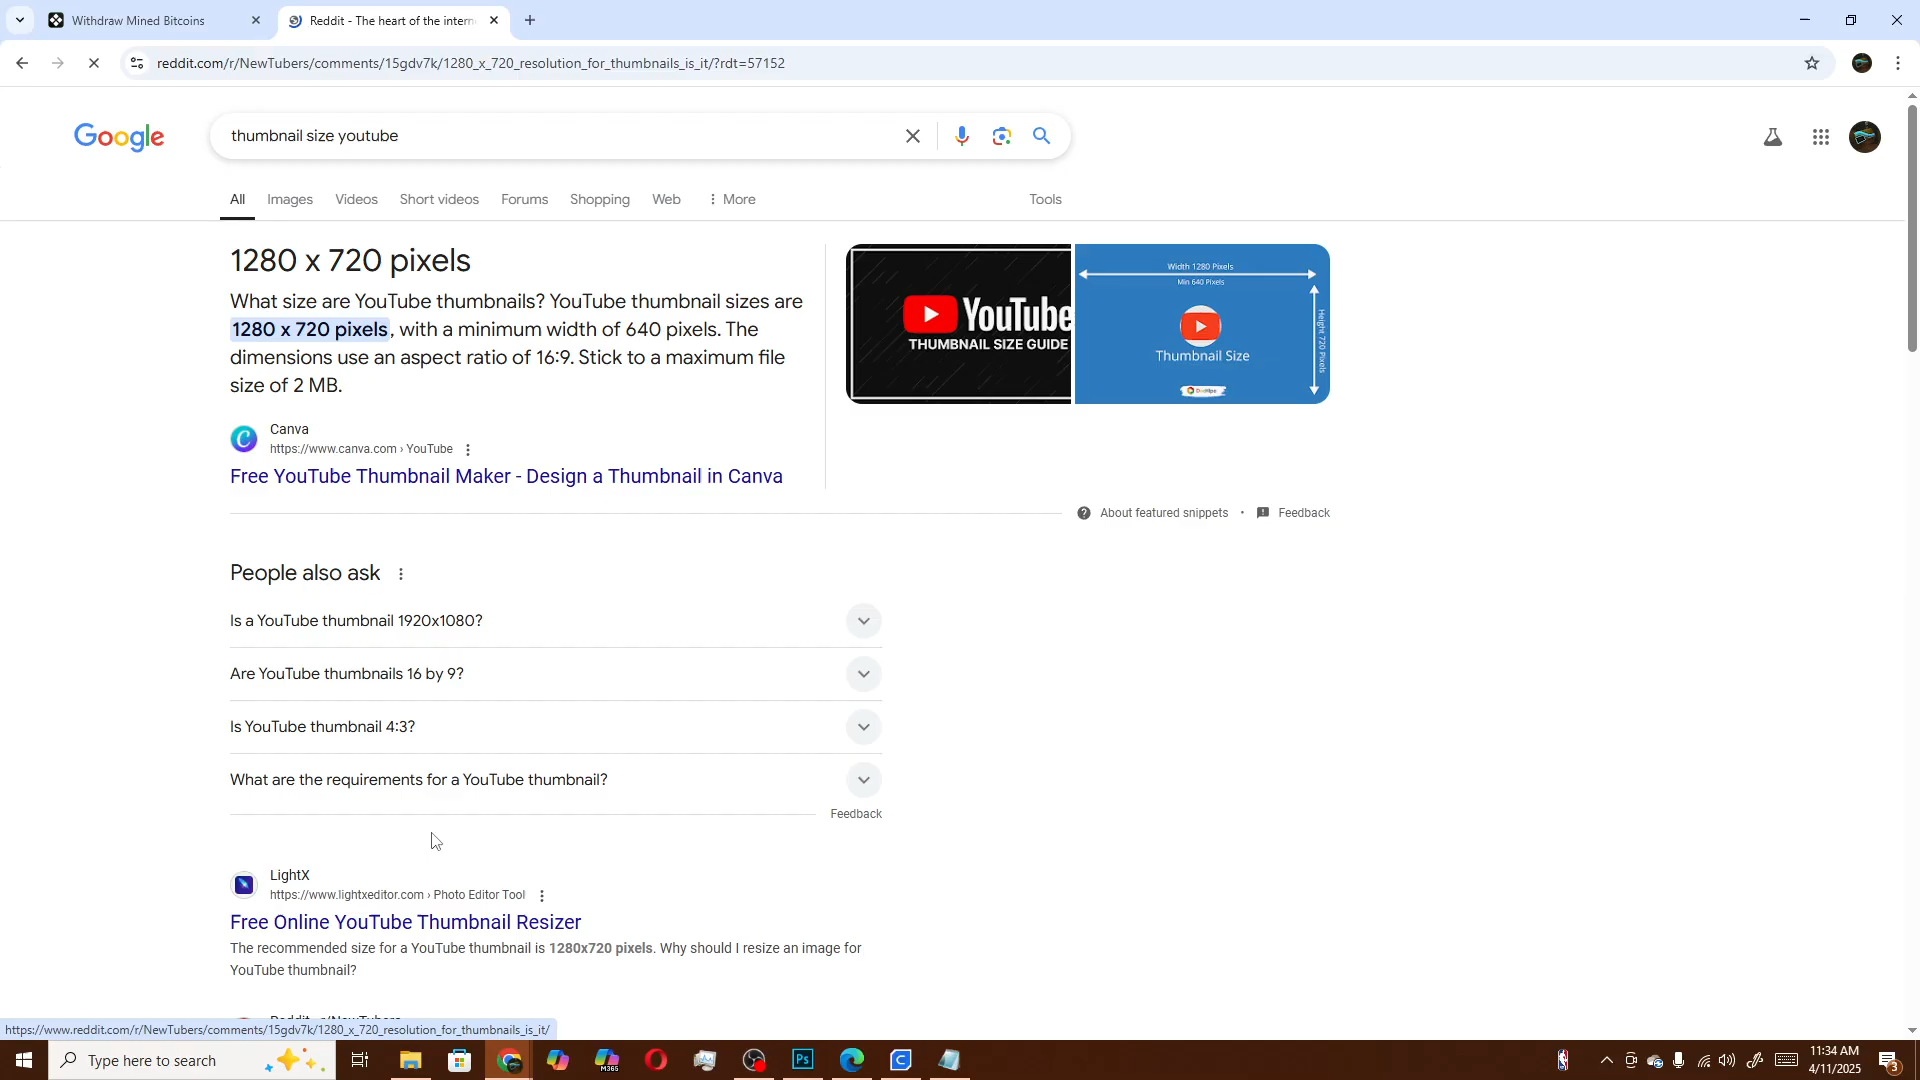 Withdraw Mined Bitcoins
Reddit - The heart of the intern
reddit.com/r/NewTubers/comments/15gdv7k/1280_x_720_resolution_for_thumbnails_is_it/?rdt=57152
Google
thumbnail size youtube
All
Images
Videos
Short videos
Forums
Shopping
Web
More
Tools
1280 x 720 pixels
What size are YouTube thumbnails? YouTube thumbnail sizes are
1280 x 720 pixels, with a minimum width of 640 pixels. The
dimensions use an aspect ratio of 16:9. Stick to a maximum file
size of 2 MB.
YouTube
THUMBNAIL SIZE GUIDE
Width 1280 Pixels
Min 640 Pixels
Height 720 Pixels
Thumbnail Size
Canva
https://www.canva.com › YouTube
Free YouTube Thumbnail Maker - Design a Thumbnail in Canva
About featured snippets
•
Feedback
People also ask
Is a YouTube thumbnail 1920x1080?
Are YouTube thumbnails 16 by 9?
Is YouTube thumbnail 4:3?
What are the requirements for a YouTube thumbnail?
Feedback
LightX
https://www.lightxeditor.com › Photo Editor Tool
Free Online YouTube Thumbnail Resizer
The recommended size for a YouTube thumbnail is 1280x720 pixels. Why should I resize an image for
YouTube thumbnail?
Reddit · r/NewTubers
https://www.reddit.com/r/NewTubers/comments/15gdv7k/1280_x_720_resolution_for_thumbnails_is_it/
Type here to search
M365
Ps
11:34 AM
4/11/2025
3